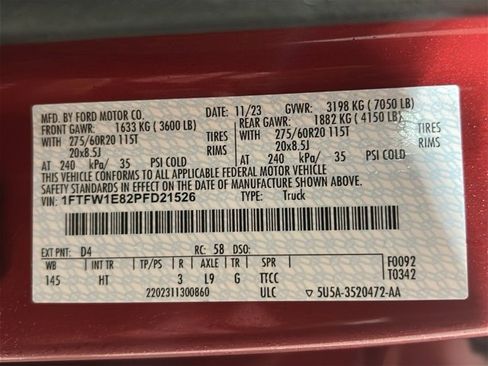 MFD. BY FORD MOTOR CO. DATE: 11/23 GVWR: 3198 KG ( 7050 LB)
FRONT GAWR: 1633 KG ( 3600 LB) REAR GAWR: 1882 KG ( 4150 LB)
WITH 275/60R20 115T TIRES WITH 275/60R20 115T TIRES
20x8.5J RIMS 20x8.5J RIMS
AT 240 kPa/ 35 PSI COLD AT 240 kPa/ 35 PSI COLD
THIS VEHICLE CONFORMS TO ALL APPLICABLE FEDERAL MOTOR VEHICLE
SAFETY STANDARDS IN EFFECT ON THE DATE OF MANUFACTURE SHOWN ABOVE.
VIN: 1FTFW1E82PFD21526 TYPE: Truck
EXT PNT: D4 RC: 58 DSO: F0092
WB INT TR TP/PS R AXLE TR SPR T0342
145 HT 3 L9 G TTCC
2202311300860 ULC ▽ 5U5A-3520472-AA